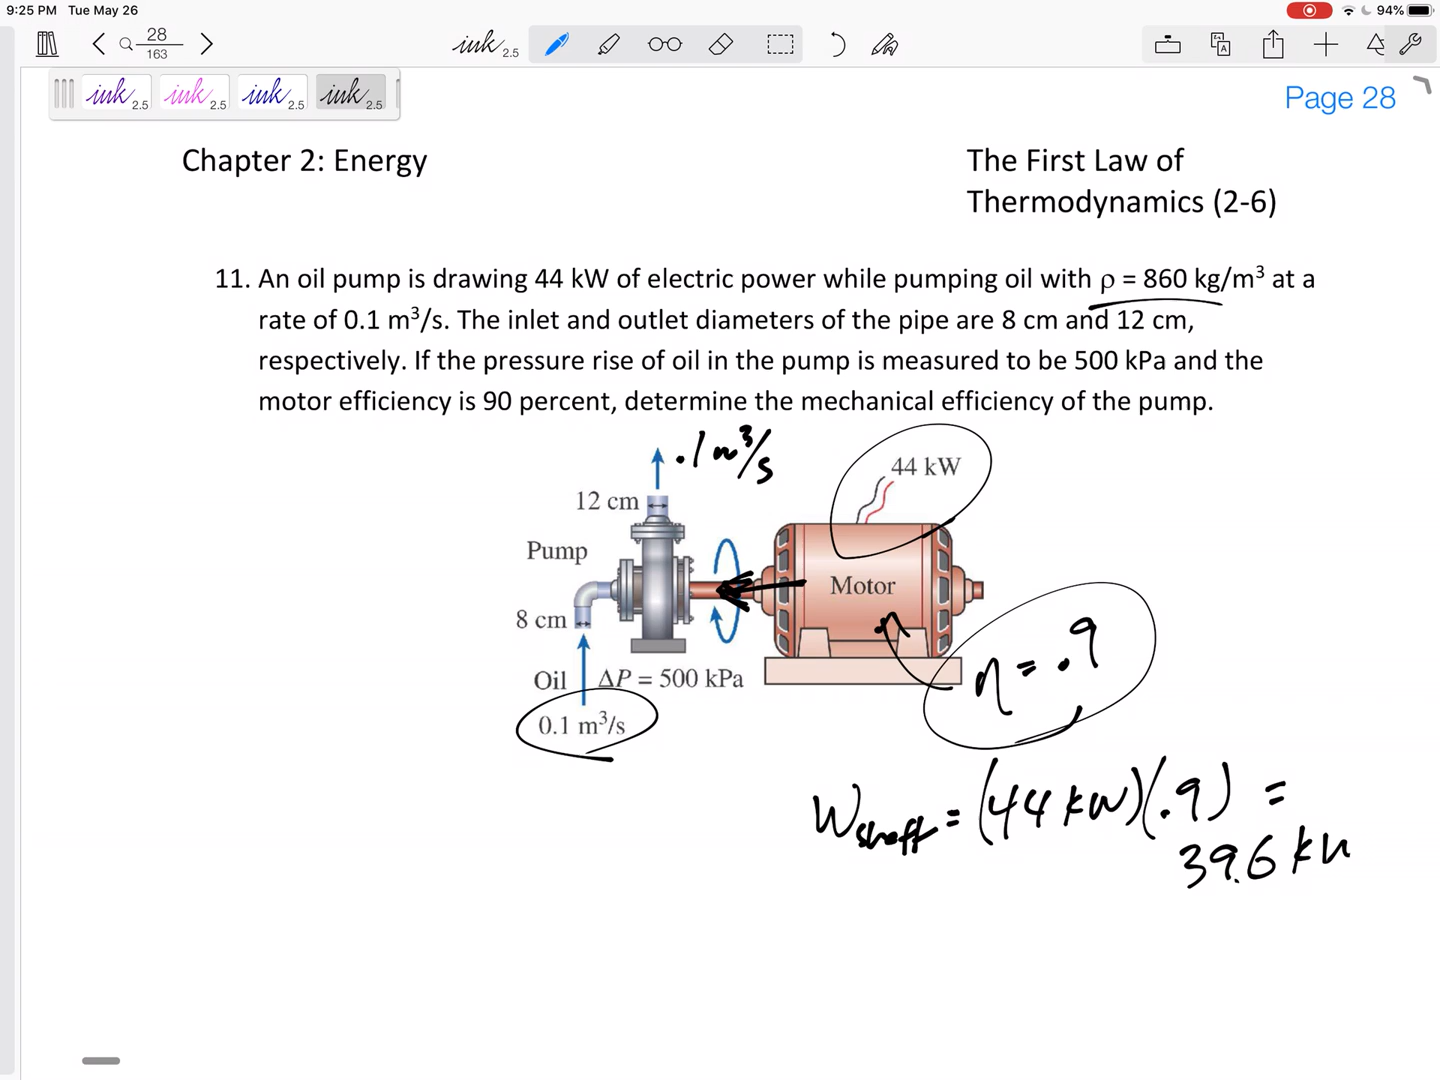 9:25 PM Tue May 26
94%
28
163
ink 2.5
ink 2.5
ink 2.5
ink 2.5
ink 2.5
Page 28
Chapter 2: Energy
The First Law of
Thermodynamics (2-6)
11. An oil pump is drawing 44 kW of electric power while pumping oil with ρ = 860 kg/m³ at a
rate of 0.1 m³/s. The inlet and outlet diameters of the pipe are 8 cm and 12 cm,
respectively. If the pressure rise of oil in the pump is measured to be 500 kPa and the
motor efficiency is 90 percent, determine the mechanical efficiency of the pump.
.1 m³/s
44 kW
12 cm
Pump
Motor
8 cm
η = .9
Oil
ΔP = 500 kPa
0.1 m³/s
W shaft = (44 kW)(.9) =
39.6 kW